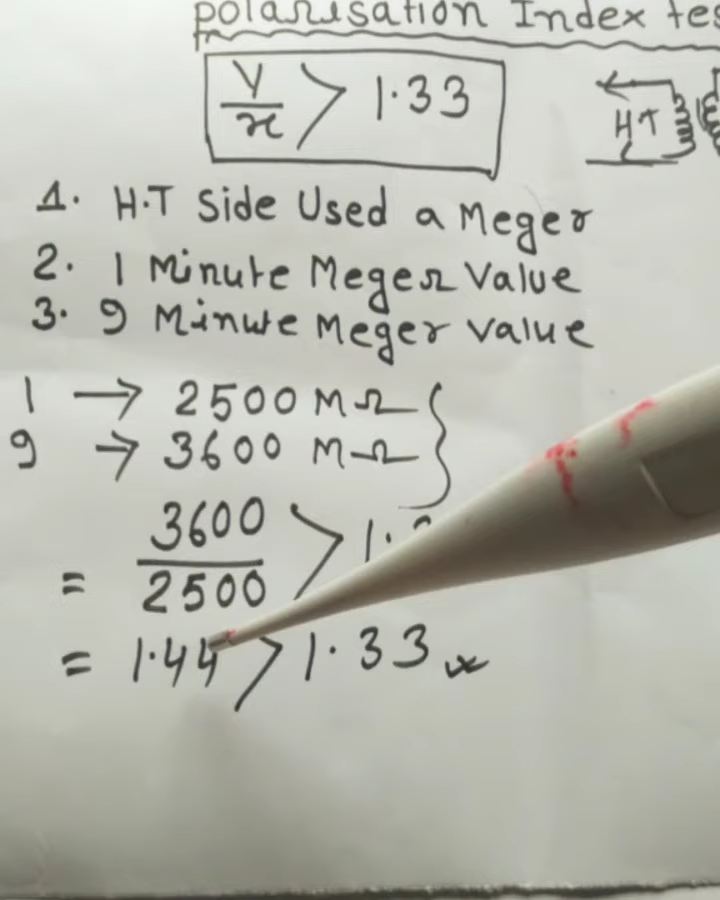 polarisation Index tes
Y/x > 1.33
HT
1. H.T Side Used a Meger
2. 1 Minute Meger Value
3. 9 Minute Meger Value
1 → 2500 MΩ
9 → 3600 MΩ
= 3600/2500 > 1.
= 1.44 > 1.33